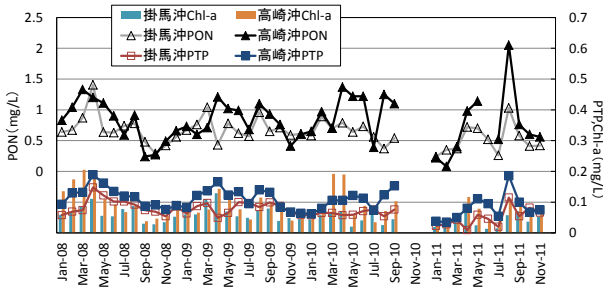 掛馬沖Chl-a 高崎沖Chl-a
掛馬沖PON 高崎沖PON
掛馬沖PTP 高崎沖PTP
PON(mg/L)
2.5
2
1.5
1
0.5
0
PTP,Chl-a(mg/L)
0.7
0.6
0.5
0.4
0.3
0.2
0.1
0
Jan-08
Mar-08
May-08
Jul-08
Sep-08
Nov-08
Jan-09
Mar-09
May-09
Jul-09
Sep-09
Nov-09
Jan-10
Mar-10
May-10
Jul-10
Sep-10
Nov-10
Jan-11
Mar-11
May-11
Jul-11
Sep-11
Nov-11